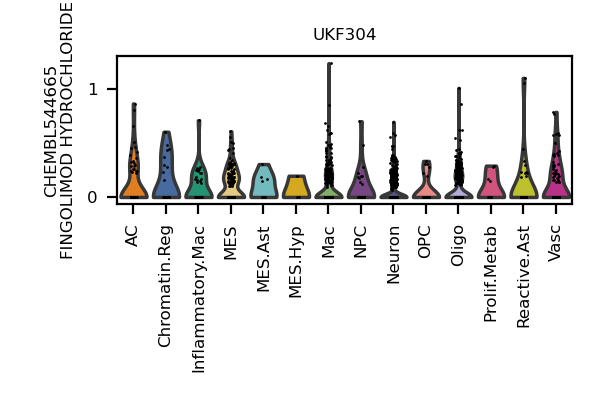 UKF304
CHEMBL544665
FINGOLIMOD HYDROCHLORIDE
1
0
AC
Chromatin.Reg
Inflammatory.Mac
MES
MES.Ast
MES.Hyp
Mac
NPC
Neuron
OPC
Oligo
Prolif.Metab
Reactive.Ast
Vasc